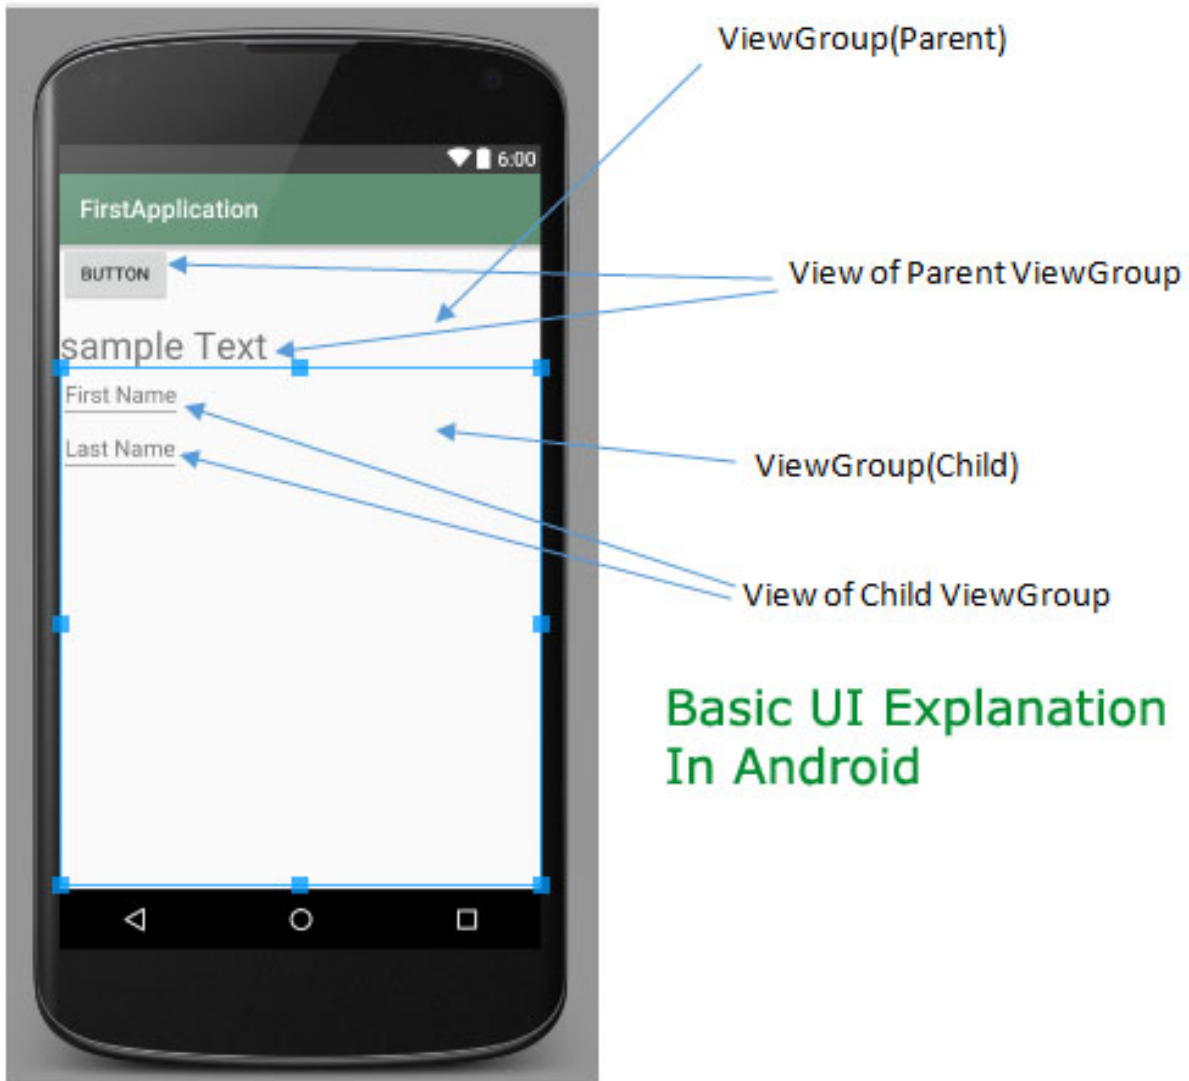 ViewGroup(Parent)
6:00
FirstApplication
BUTTON
View of Parent ViewGroup
sample Text
First Name
Last Name
ViewGroup(Child)
View of Child ViewGroup
Basic UI Explanation
In Android